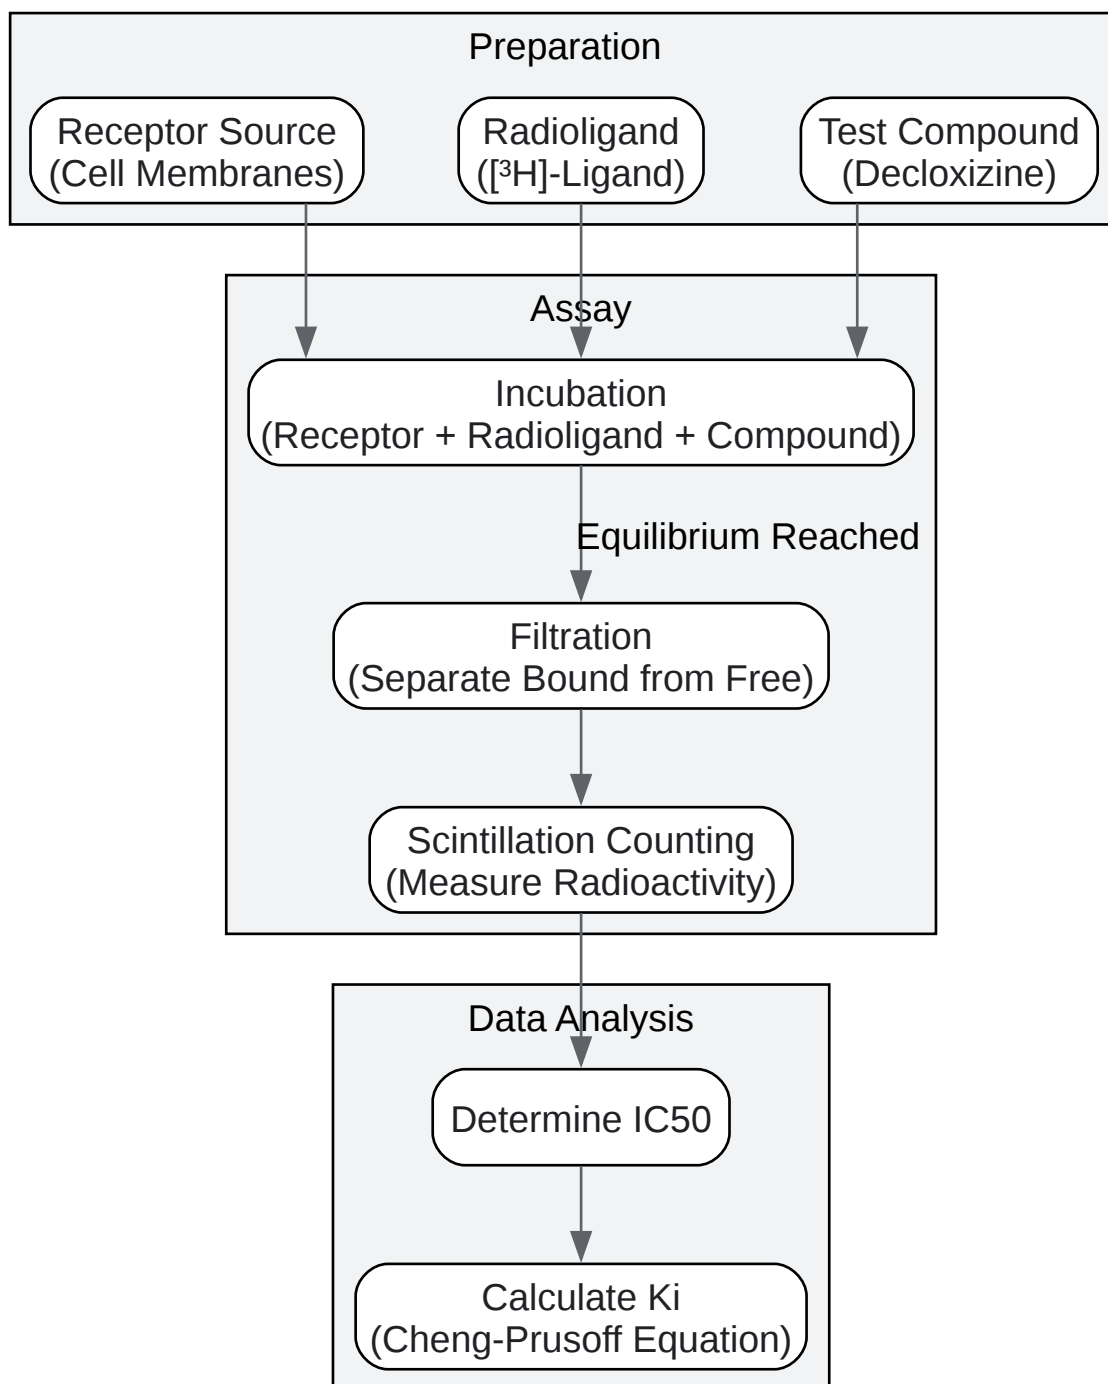 Preparation
Receptor Source
(Cell Membranes)
Radioligand
([³H]-Ligand)
Test Compound
(Decloxizine)
Assay
Incubation
(Receptor + Radioligand + Compound)
Equilibrium Reached
Filtration
(Separate Bound from Free)
Scintillation Counting
(Measure Radioactivity)
Data Analysis
Determine IC50
Calculate Ki
(Cheng-Prusoff Equation)